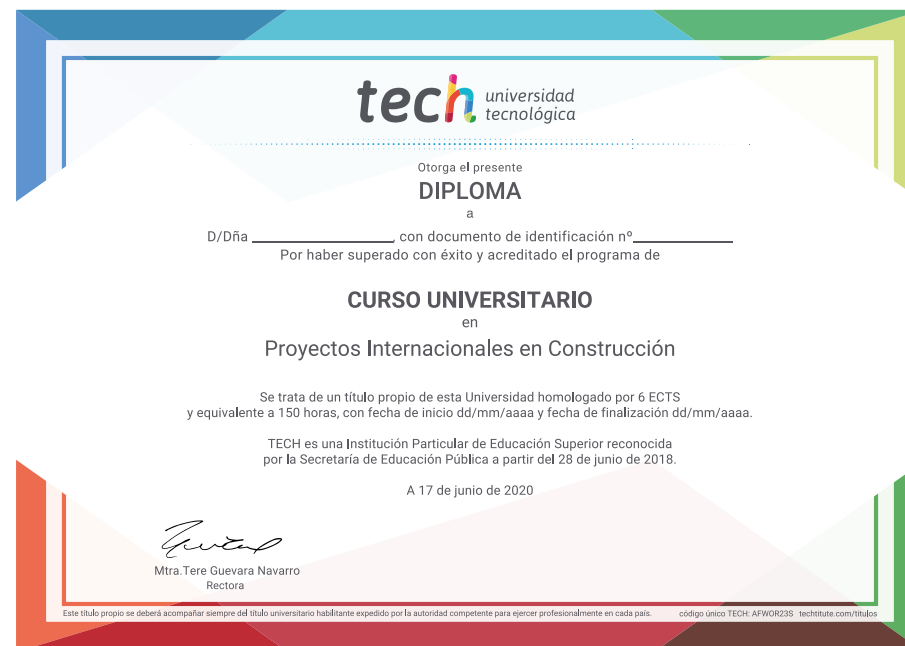 tech universidad
tecnológica
Otorga el presente
DIPLOMA
a
D/Dña ____________________, con documento de identificación nº______________
Por haber superado con éxito y acreditado el programa de
CURSO UNIVERSITARIO
en
Proyectos Internacionales en Construcción
Se trata de un título propio de esta Universidad homologado por 6 ECTS
y equivalente a 150 horas, con fecha de inicio dd/mm/aaaa y fecha de finalización dd/mm/aaaa.
TECH es una Institución Particular de Educación Superior reconocida
por la Secretaría de Educación Pública a partir del 28 de junio de 2018.
A 17 de junio de 2020
Mtra.Tere Guevara Navarro
Rectora
Este título propio se deberá acompañar siempre del título universitario habilitante expedido por la autoridad competente para ejercer profesionalmente en cada país. código único TECH: AFWOR23S techtitute.com/titulos